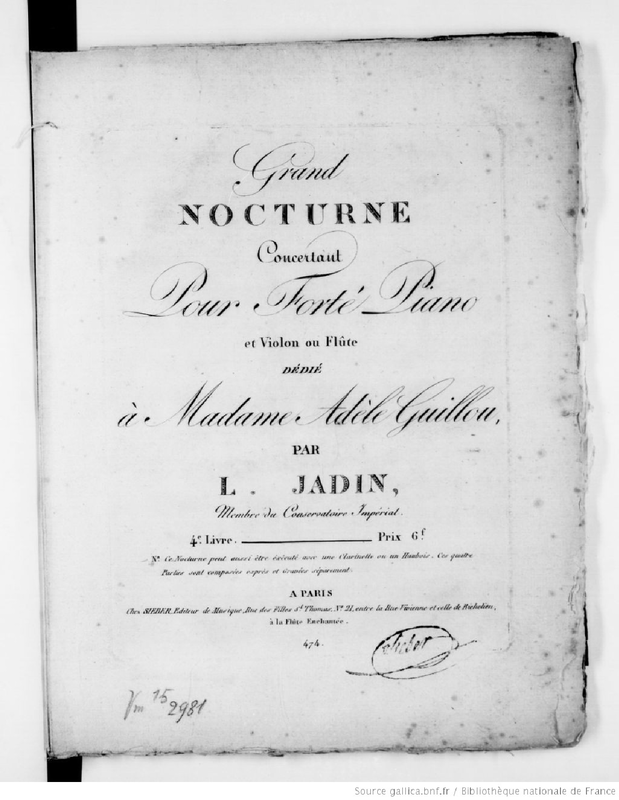 Grand
NOCTURNE
Concertant
Pour Forté Piano
et Violon ou Flûte
DÉDIÉ
à Madame Adèle Guillou,
PAR
L. JADIN,
Membre du Conservatoire Impérial.
4e. Livre. Prix 6f
Na. Ce Nocturne peut aussi être éxécuté avec une Clarinette ou un Hautbois. Ces quatre
Parties sont composées exprès et Gravées séparément.
A PARIS
Chez SIEBER, Editeur de Musique, Rue des Filles St. Thomas, No. 21, entre la Rue Vivienne et celle de Richelieu,
à la Flûte Enchantée.
474.
Sieber
Vm 15
2981
Source gallica.bnf.fr / Bibliothèque nationale de France